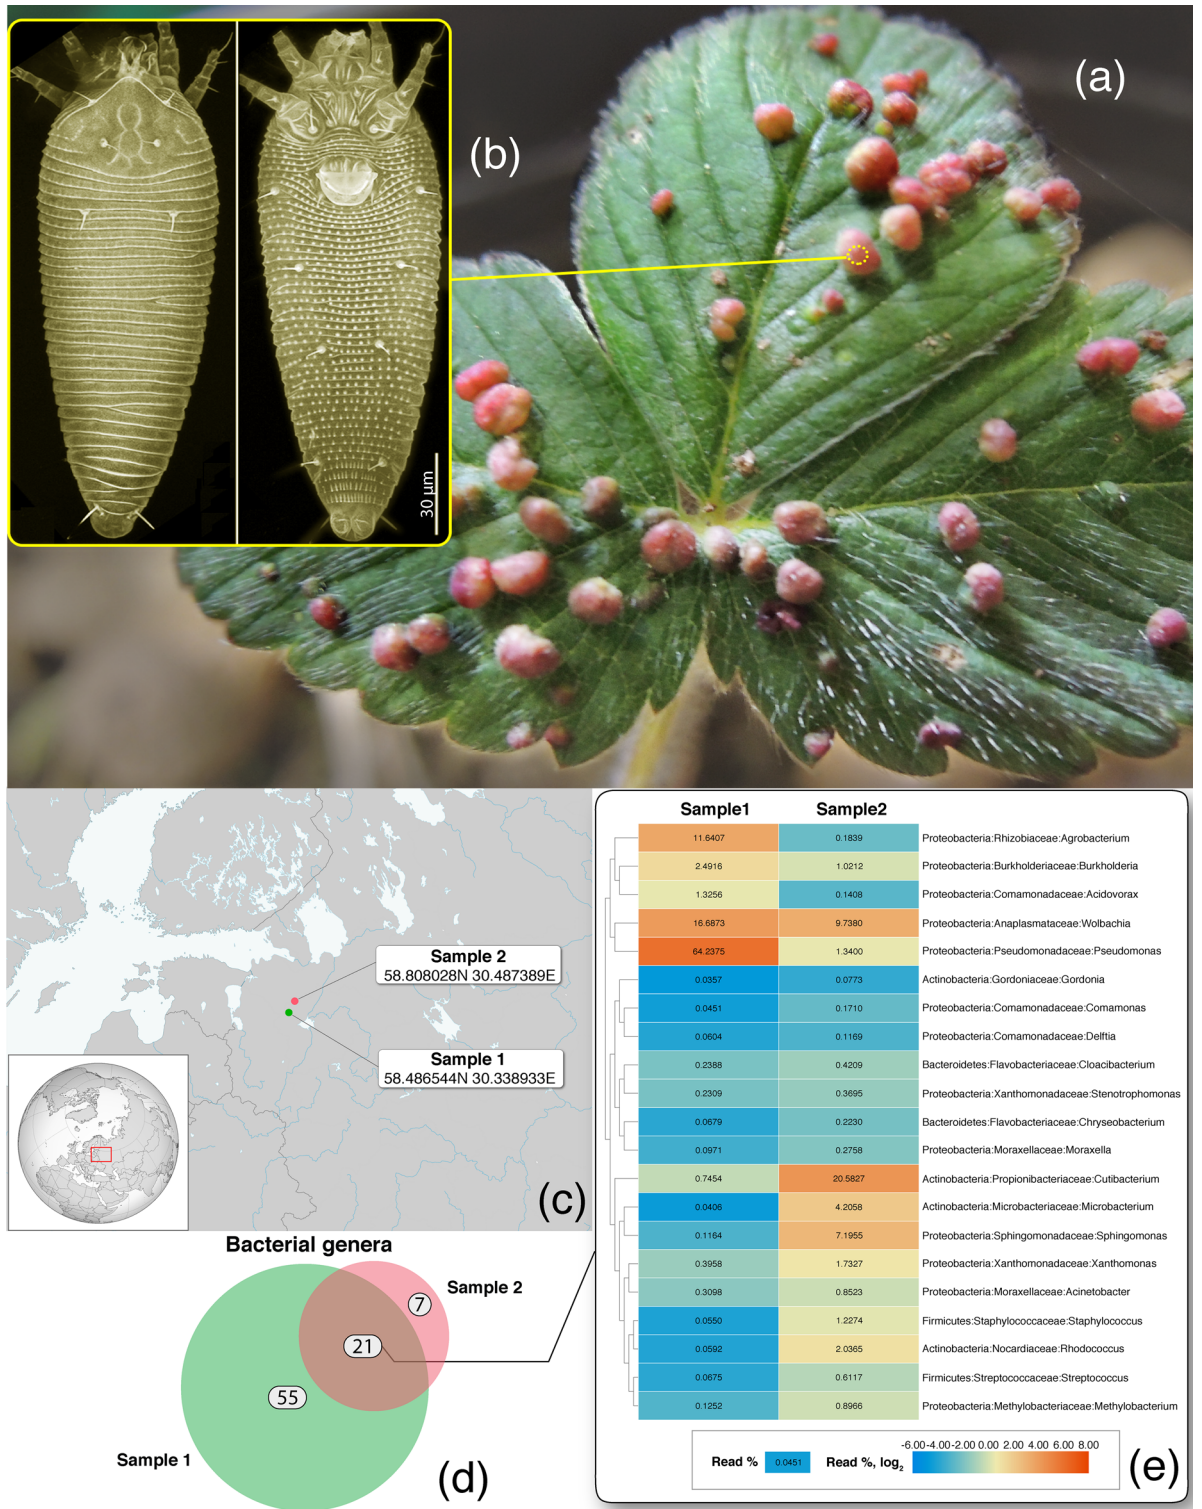 (a)
(b)
30 µm
Sample 2
58.808028N 30.487389E
Sample 1
58.486544N 30.338933E
(c)
Bacterial genera
Sample 2
7
21
55
Sample 1
(d)
Sample1 Sample2
11.6407 0.1839 Proteobacteria:Rhizobiaceae:Agrobacterium
2.4916 1.0212 Proteobacteria:Burkholderiaceae:Burkholderia
1.3256 0.1408 Proteobacteria:Comamonadaceae:Acidovorax
16.6873 9.7380 Proteobacteria:Anaplasmataceae:Wolbachia
64.2375 1.3400 Proteobacteria:Pseudomonadaceae:Pseudomonas
0.0357 0.0773 Actinobacteria:Gordoniaceae:Gordonia
0.0451 0.1710 Proteobacteria:Comamonadaceae:Comamonas
0.0604 0.1169 Proteobacteria:Comamonadaceae:Delftia
0.2388 0.4209 Bacteroidetes:Flavobacteriaceae:Cloacibacterium
0.2309 0.3695 Proteobacteria:Xanthomonadaceae:Stenotrophomonas
0.0679 0.2230 Bacteroidetes:Flavobacteriaceae:Chryseobacterium
0.0971 0.2758 Proteobacteria:Moraxellaceae:Moraxella
0.7454 20.5827 Actinobacteria:Propionibacteriaceae:Cutibacterium
0.0406 4.2058 Actinobacteria:Microbacteriaceae:Microbacterium
0.1164 7.1955 Proteobacteria:Sphingomonadaceae:Sphingomonas
0.3958 1.7327 Proteobacteria:Xanthomonadaceae:Xanthomonas
0.3098 0.8523 Proteobacteria:Moraxellaceae:Acinetobacter
0.0550 1.2274 Firmicutes:Staphylococcaceae:Staphylococcus
0.0592 2.0365 Actinobacteria:Nocardiaceae:Rhodococcus
0.0675 0.6117 Firmicutes:Streptococcaceae:Streptococcus
0.1252 0.8966 Proteobacteria:Methylobacteriaceae:Methylobacterium
-6.00 -4.00 -2.00 0.00 2.00 4.00 6.00 8.00
Read % 0.0451 Read %, log2
(e)